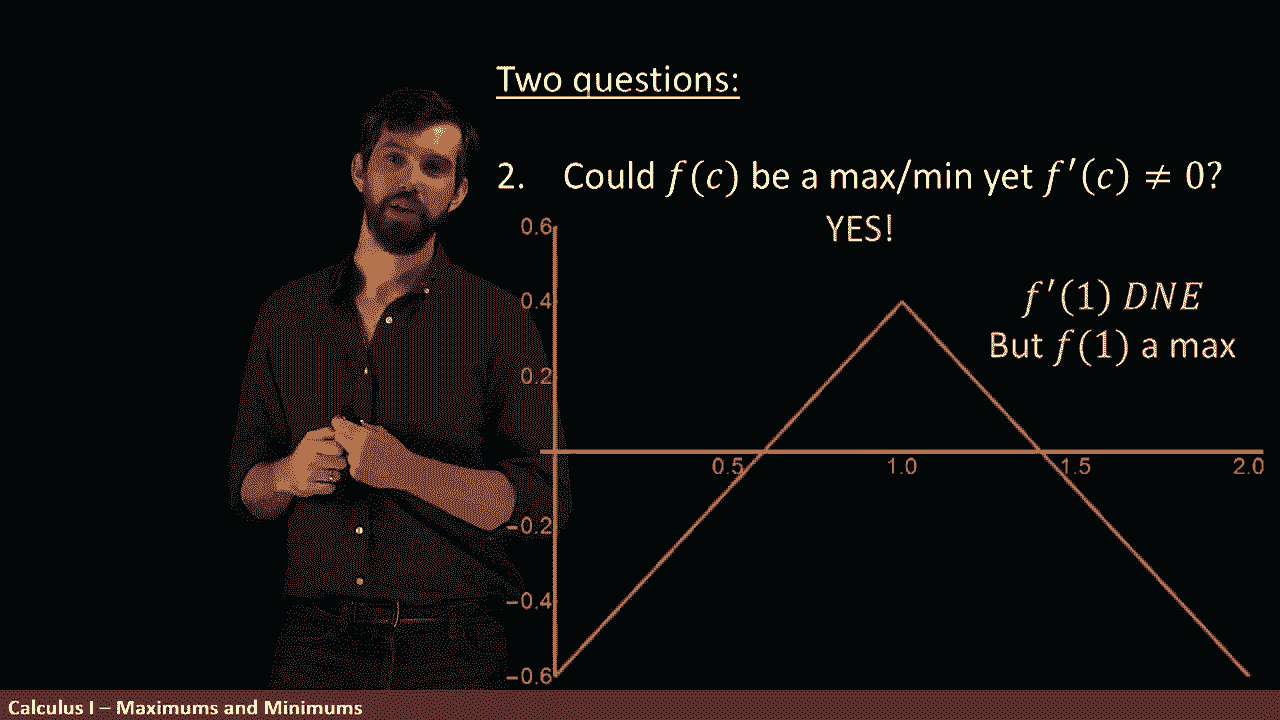 Two questions:
2. Could f(c) be a max/min yet f′(c) ≠ 0?
YES!
f′(1) DNE
But f(1) a max
0.6
0.4
0.2
−0.2
−0.4
−0.6
0.5 1.0 1.5 2.0
Calculus I – Maximums and Minimums